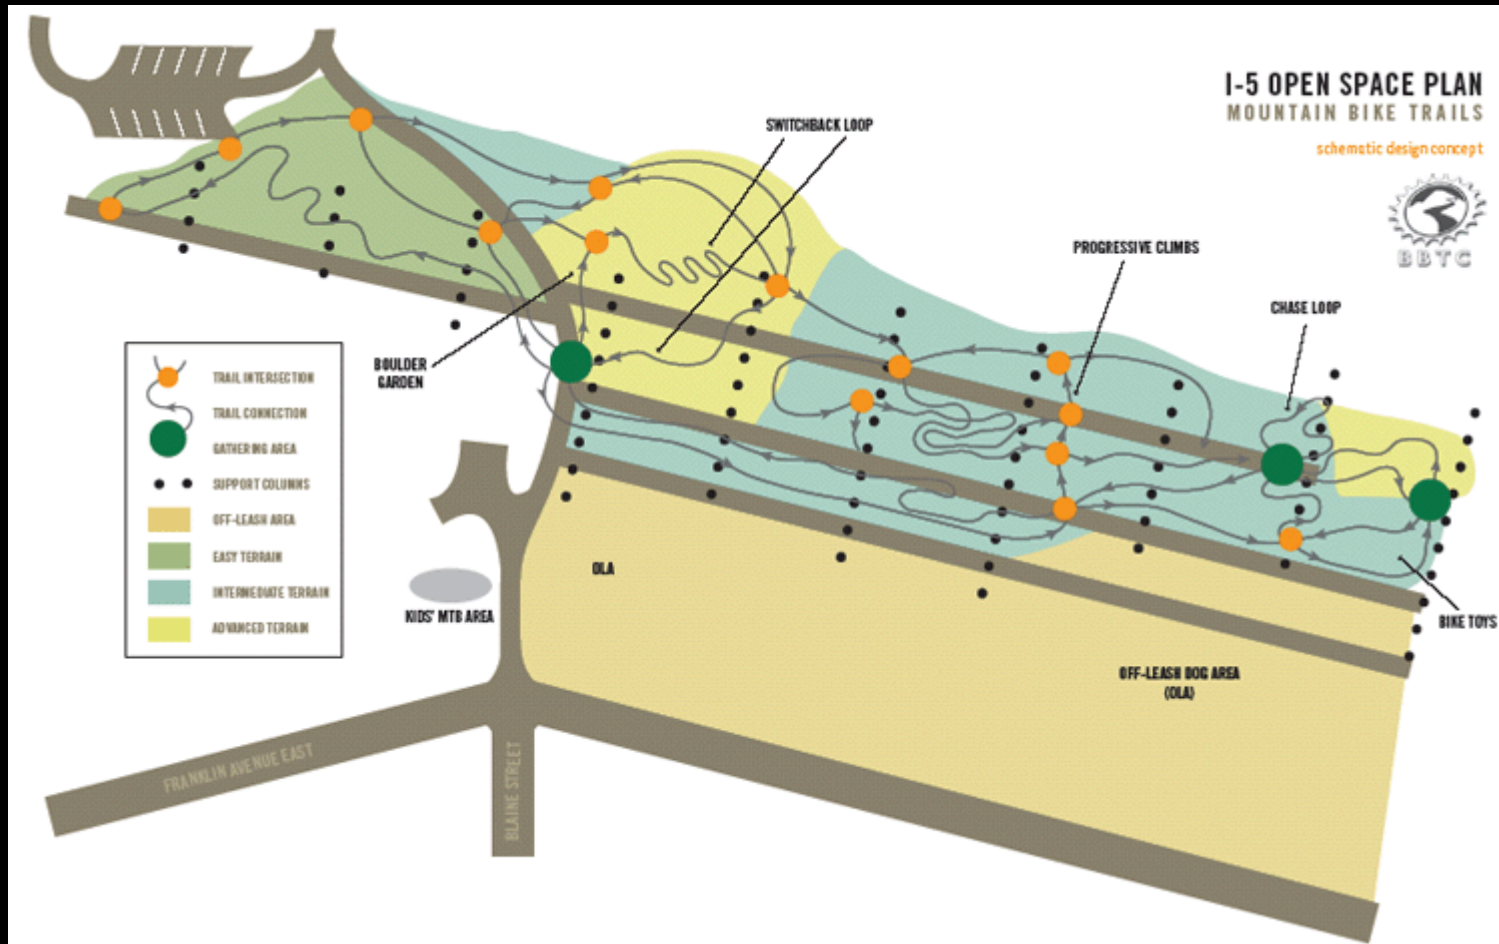 I-5 OPEN SPACE PLAN
MOUNTAIN BIKE TRAILS
schematic design concept
BBTC
SWITCHBACK LOOP
PROGRESSIVE CLIMBS
CHASE LOOP
BOULDER
GARDEN
TRAIL INTERSECTION
TRAIL CONNECTION
GATHERING AREA
SUPPORT COLUMNS
OFF-LEASH AREA
EASY TERRAIN
INTERMEDIATE TERRAIN
ADVANCED TERRAIN
KIDS' MTB AREA
OLA
BIKE TOYS
OFF-LEASH DOG AREA
(OLA)
FRANKLIN AVENUE EAST
BLAINE STREET